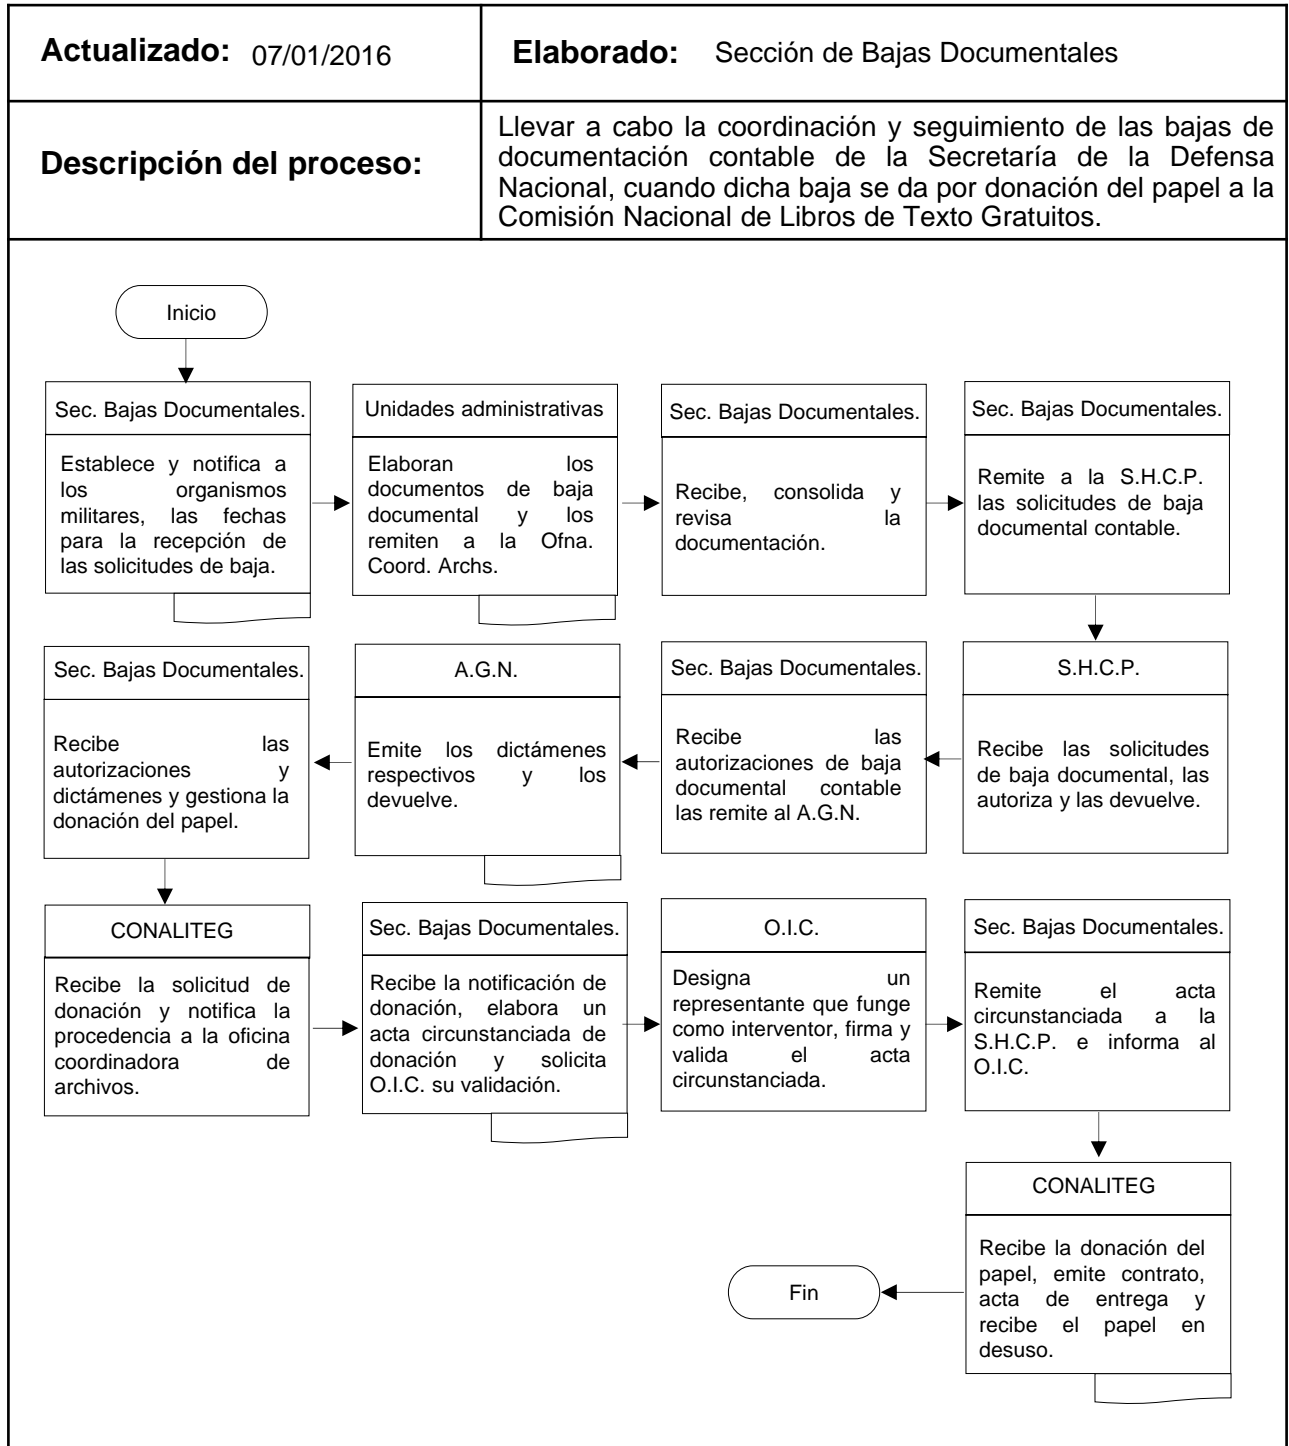 Actualizado: 07/01/2016
Elaborado: Sección de Bajas Documentales
Descripción del proceso:
Llevar a cabo la coordinación y seguimiento de las bajas de
documentación contable de la Secretaría de la Defensa
Nacional, cuando dicha baja se da por donación del papel a la
Comisión Nacional de Libros de Texto Gratuitos.
Inicio
Sec. Bajas Documentales.
Establece y notifica a
los organismos
militares, las fechas
para la recepción de
las solicitudes de baja.
Unidades administrativas
Elaboran los
documentos de baja
documental y los
remiten a la Ofna.
Coord. Archs.
Sec. Bajas Documentales.
Recibe, consolida y
revisa la
documentación.
Sec. Bajas Documentales.
Remite a la S.H.C.P.
las solicitudes de baja
documental contable.
S.H.C.P.
Recibe las solicitudes
de baja documental, las
autoriza y las devuelve.
Sec. Bajas Documentales.
Recibe las
autorizaciones de baja
documental contable
las remite al A.G.N.
A.G.N.
Emite los dictámenes
respectivos y los
devuelve.
Sec. Bajas Documentales.
Recibe las
autorizaciones y
dictámenes y gestiona la
donación del papel.
CONALITEG
Recibe la solicitud de
donación y notifica la
procedencia a la oficina
coordinadora de
archivos.
Sec. Bajas Documentales.
Recibe la notificación de
donación, elabora un
acta circunstanciada de
donación y solicita
O.I.C. su validación.
O.I.C.
Designa un
representante que funge
como interventor, firma y
valida el acta
circunstanciada.
Sec. Bajas Documentales.
Remite el acta
circunstanciada a la
S.H.C.P. e informa al
O.I.C.
CONALITEG
Recibe la donación del
papel, emite contrato,
acta de entrega y
recibe el papel en
desuso.
Fin